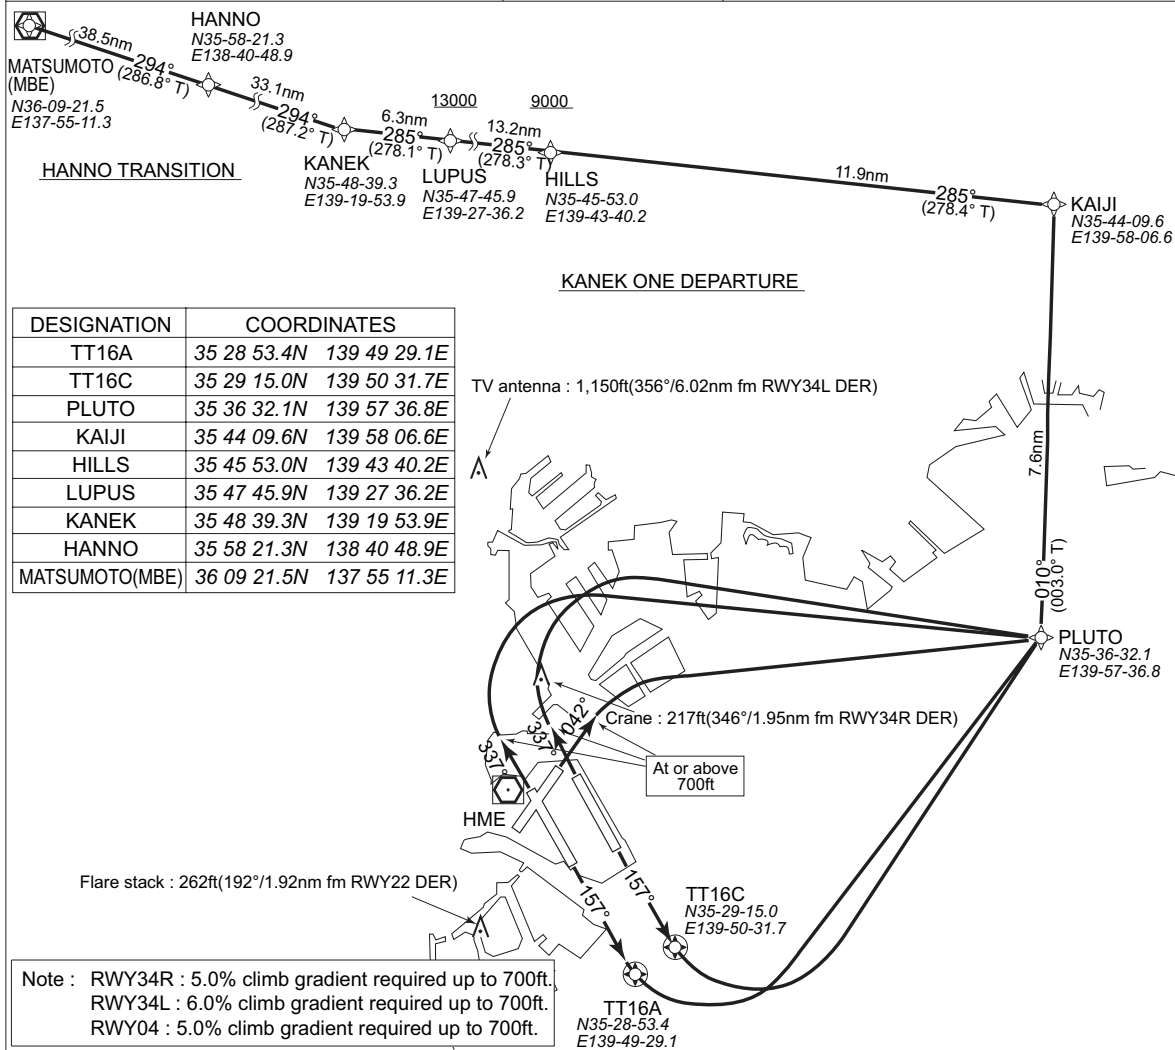 HANNO
N35-58-21.3
E138-40-48.9
38.5nm
294°
(286.8° T)
MATSUMOTO
(MBE)
N36-09-21.5
E137-55-11.3
33.1nm
294°
(287.2° T)
13000
9000
6.3nm
285°
(278.1° T)
13.2nm
285°
(278.3° T)
HANNO TRANSITION
KANEK
N35-48-39.3
E139-19-53.9
LUPUS
N35-47-45.9
E139-27-36.2
HILLS
N35-45-53.0
E139-43-40.2
11.9nm
285°
(278.4° T)
KAIJI
N35-44-09.6
E139-58-06.6
KANEK ONE DEPARTURE
DESIGNATION COORDINATES
TT16A 35 28 53.4N 139 49 29.1E
TT16C 35 29 15.0N 139 50 31.7E
PLUTO 35 36 32.1N 139 57 36.8E
KAIJI 35 44 09.6N 139 58 06.6E
HILLS 35 45 53.0N 139 43 40.2E
LUPUS 35 47 45.9N 139 27 36.2E
KANEK 35 48 39.3N 139 19 53.9E
HANNO 35 58 21.3N 138 40 48.9E
MATSUMOTO(MBE) 36 09 21.5N 137 55 11.3E
TV antenna : 1,150ft(356°/6.02nm fm RWY34L DER)
7.6nm
010°
(003.0° T)
PLUTO
N35-36-32.1
E139-57-36.8
Crane : 217ft(346°/1.95nm fm RWY34R DER)
337°
337°
042°
At or above
700ft
HME
Flare stack : 262ft(192°/1.92nm fm RWY22 DER)
157°
157°
TT16C
N35-29-15.0
E139-50-31.7
TT16A
N35-28-53.4
E139-49-29.1
Note : RWY34R : 5.0% climb gradient required up to 700ft.
RWY34L : 6.0% climb gradient required up to 700ft.
RWY04 : 5.0% climb gradient required up to 700ft.